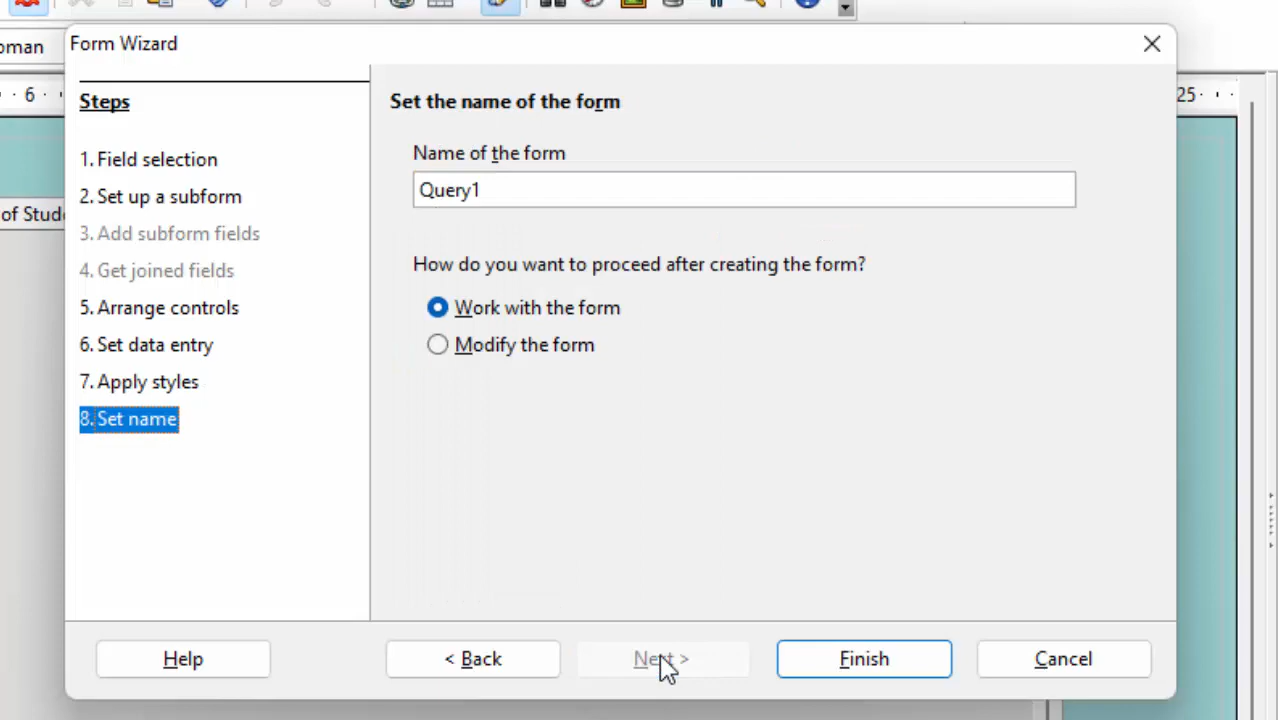 Form Wizard
oman
6
25
of Stude
Steps
1. Field selection
2. Set up a subform
3. Add subform fields
4. Get joined fields
5. Arrange controls
6. Set data entry
7. Apply styles
8. Set name
Set the name of the form
Name of the form
Query1
How do you want to proceed after creating the form?
Work with the form
Modify the form
Help
< Back
Next >
Finish
Cancel